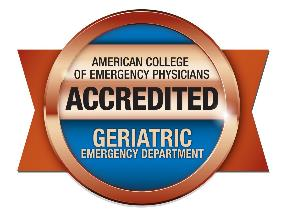 AMERICAN COLLEGE
OF EMERGENCY PHYSICIANS
ACCREDITED
GERIATRIC
EMERGENCY DEPARTMENT